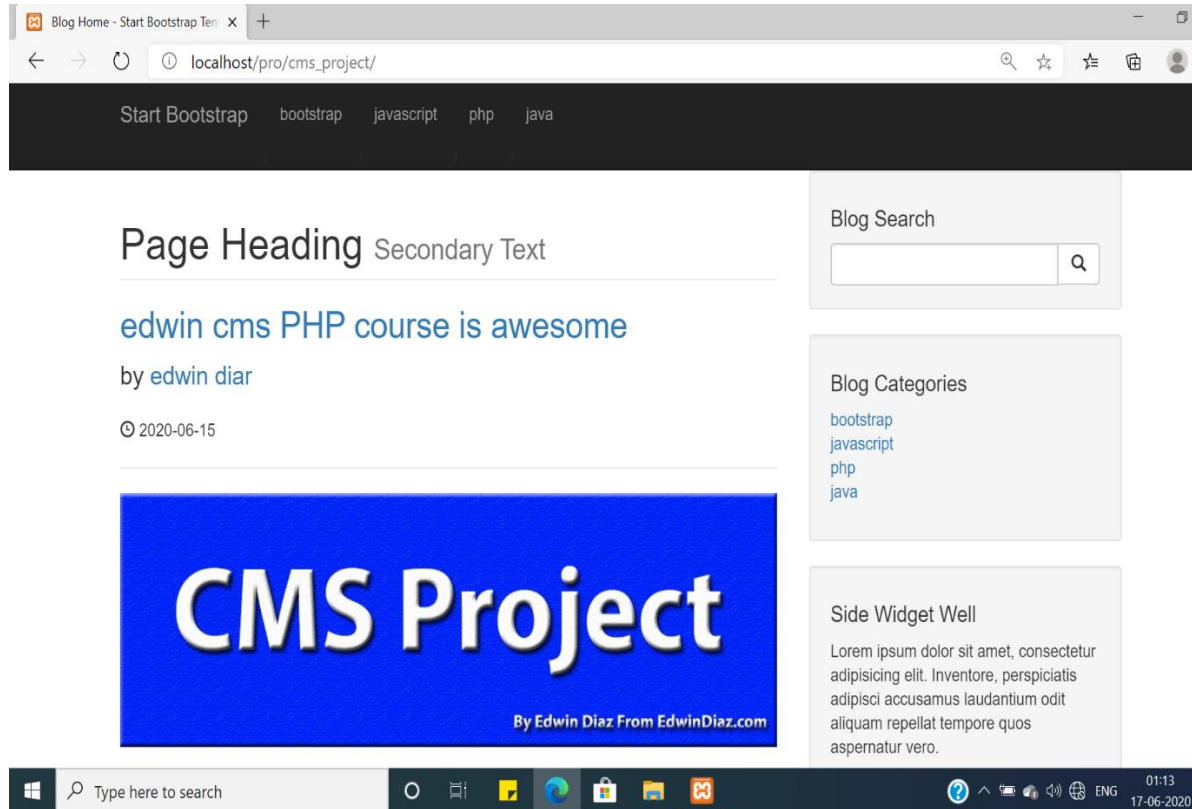 Blog Home - Start Bootstrap Tem
localhost/pro/cms_project/
Start Bootstrap bootstrap javascript php java
/ / / /
Page Heading Secondary Text
edwin cms PHP course is awesome
by edwin diar
2020-06-15
CMS Project
By Edwin Diaz From EdwinDiaz.com
Blog Search
Blog Categories
bootstrap
javascript
php
java
Side Widget Well
Lorem ipsum dolor sit amet, consectetur
adipisicing elit. Inventore, perspiciatis
adipisci accusamus laudantium odit
aliquam repellat tempore quos
aspernatur vero.
Type here to search
ENG
01:13
17-06-2020